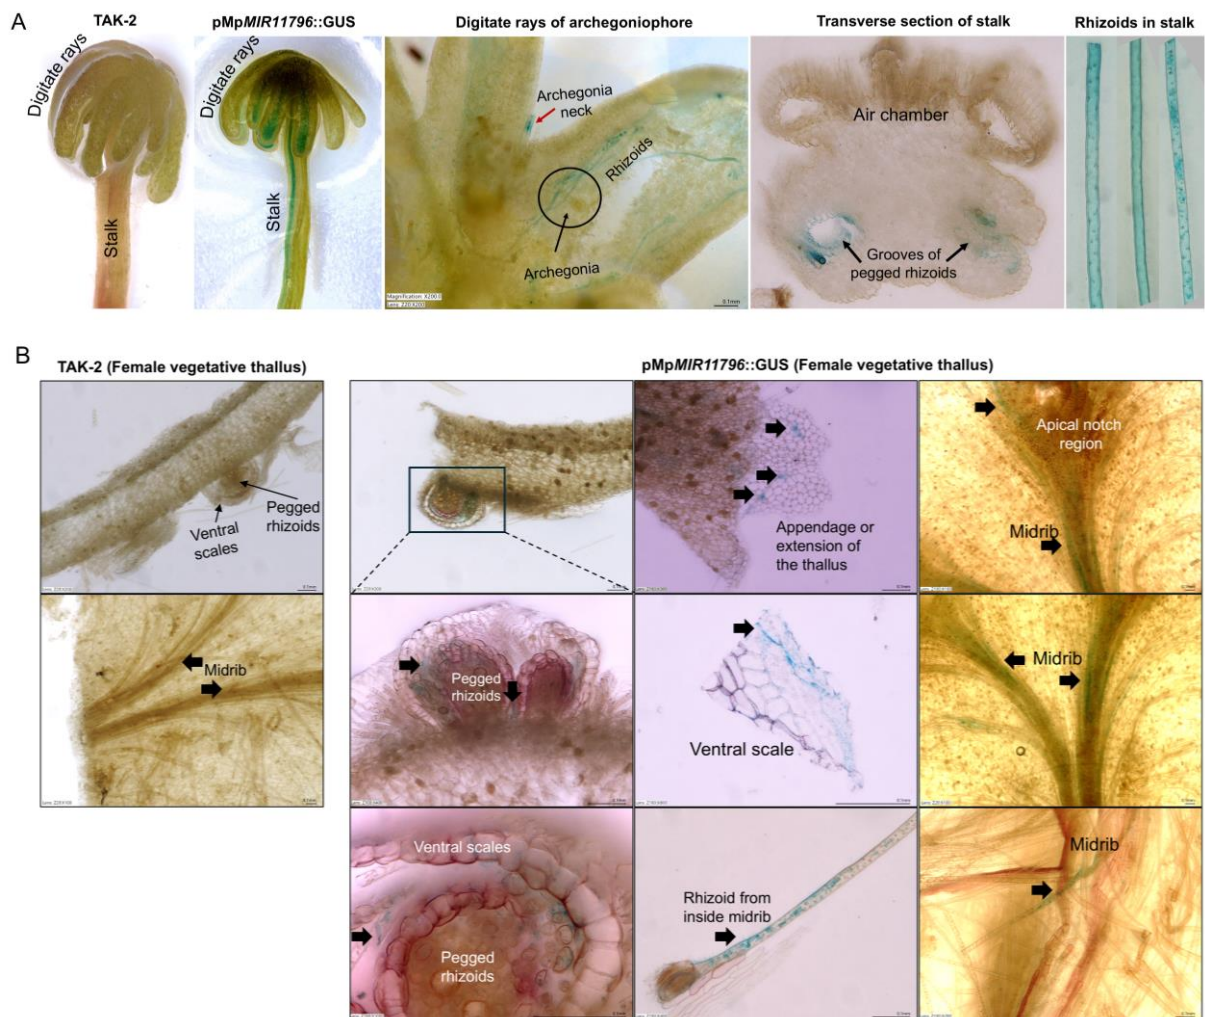 A
TAK-2
pMpMIR11796::GUS
Digitate rays of archegoniophore
Transverse section of stalk
Rhizoids in stalk
Digitate rays
Stalk
Digitate rays
Stalk
Archegonia
neck
Rhizoids
Archegonia
0.1mm
Air chamber
Grooves of
pegged rhizoids
B
TAK-2 (Female vegetative thallus)
pMpMIR11796::GUS (Female vegetative thallus)
Pegged
rhizoids
Ventral
scales
Appendage or
extension of
the thallus
Apical notch
region
Midrib
Midrib
Pegged
rhizoids
Ventral scale
Midrib
Ventral scales
Pegged
rhizoids
Rhizoid from
inside midrib
Midrib